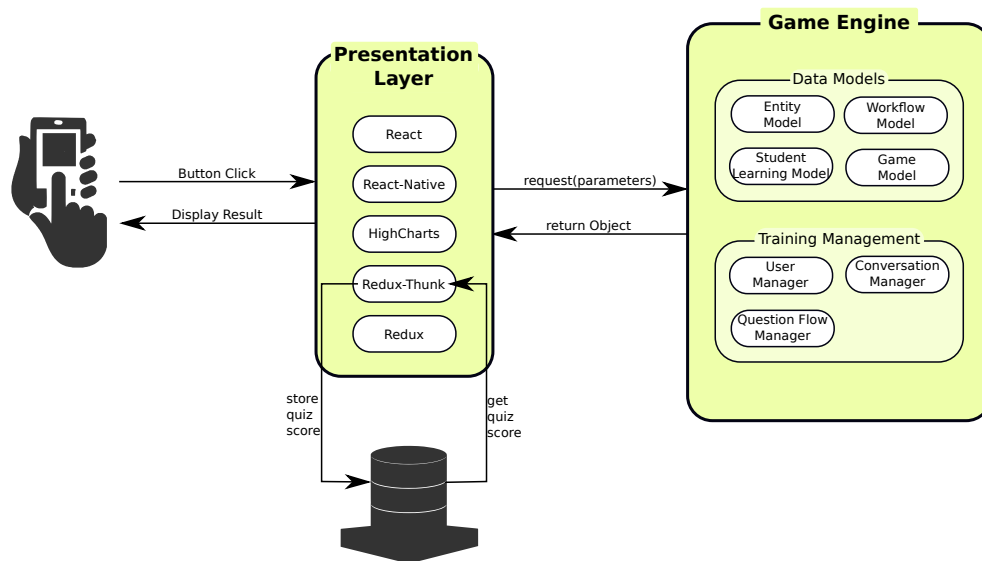 Game Engine
Presentation
Layer
Data Models
Entity
Model
Workflow
Model
Student
Learning Model
Game
Model
React
React-Native
HighCharts
Redux-Thunk
Redux
Button Click
Display Result
request(parameters)
return Object
Training Management
User
Manager
Conversation
Manager
Question Flow
Manager
store
quiz
score
get
quiz
score